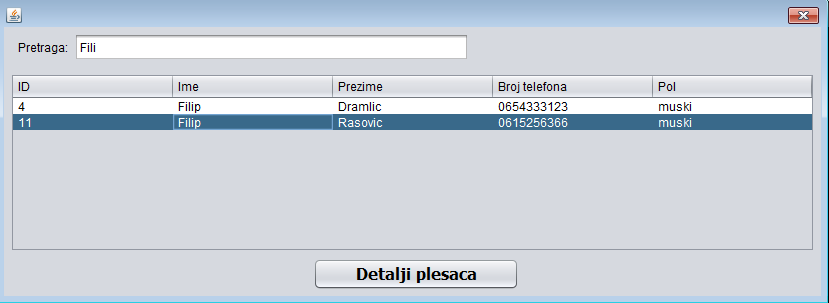 Pretraga: Fili
ID Ime Prezime Broj telefona Pol
4 Filip Dramlic 0654333123 muski
11 Filip Rasovic 0615256366 muski
Detalji plesaca